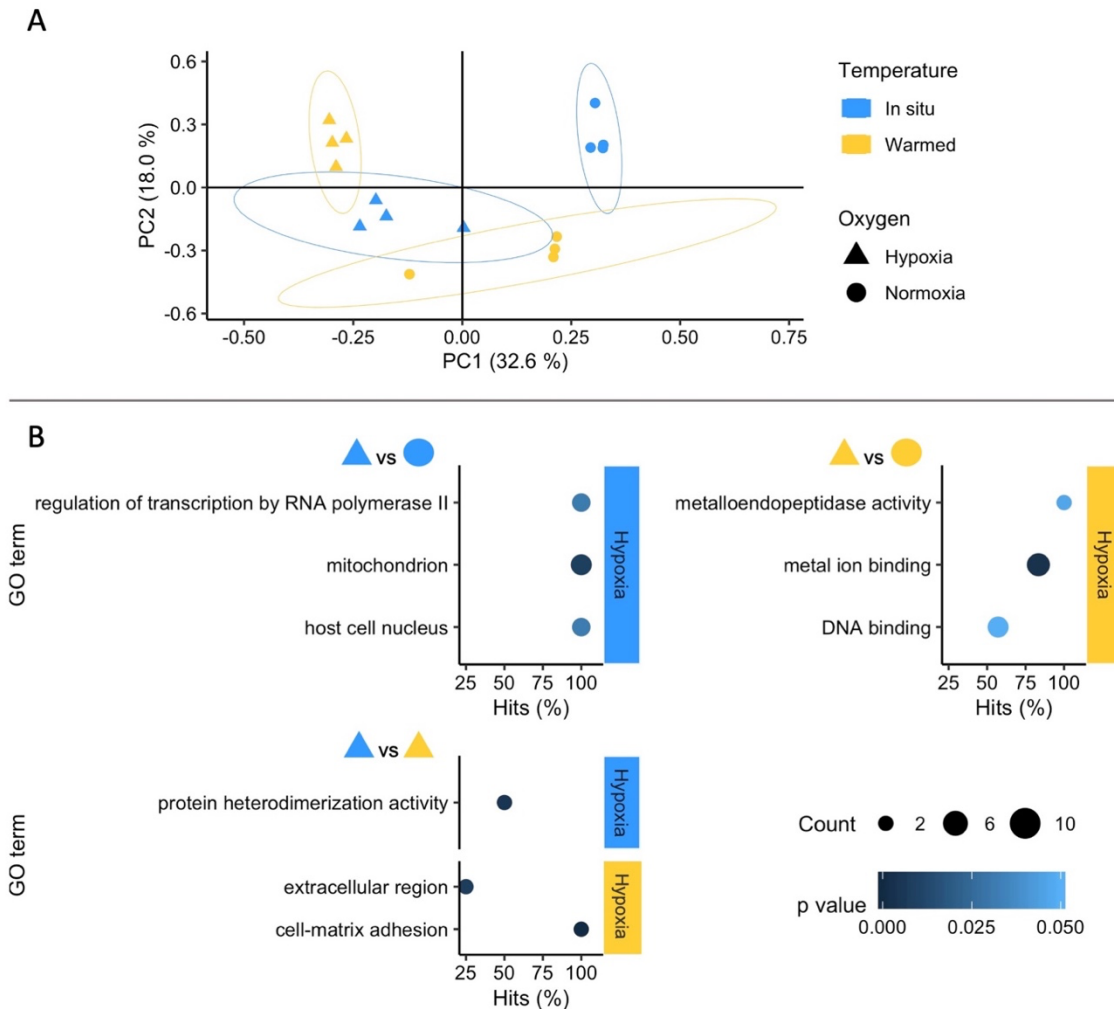 A
0.6
0.3
0.0
-0.3
-0.6
PC2 (18.0 %)
-0.50
-0.25
0.00
0.25
0.50
0.75
PC1 (32.6 %)
Temperature
In situ
Warmed
Oxygen
Hypoxia
Normoxia
B
vs
GO term
regulation of transcription by RNA polymerase II
mitochondrion
host cell nucleus
Hypoxia
25 50 75 100
Hits (%)
vs
metalloendopeptidase activity
metal ion binding
DNA binding
Hypoxia
25 50 75 100
Hits (%)
vs
GO term
protein heterodimerization activity
Hypoxia
extracellular region
cell-matrix adhesion
Hypoxia
25 50 75 100
Hits (%)
Count 2 6 10
p value
0.000 0.025 0.050